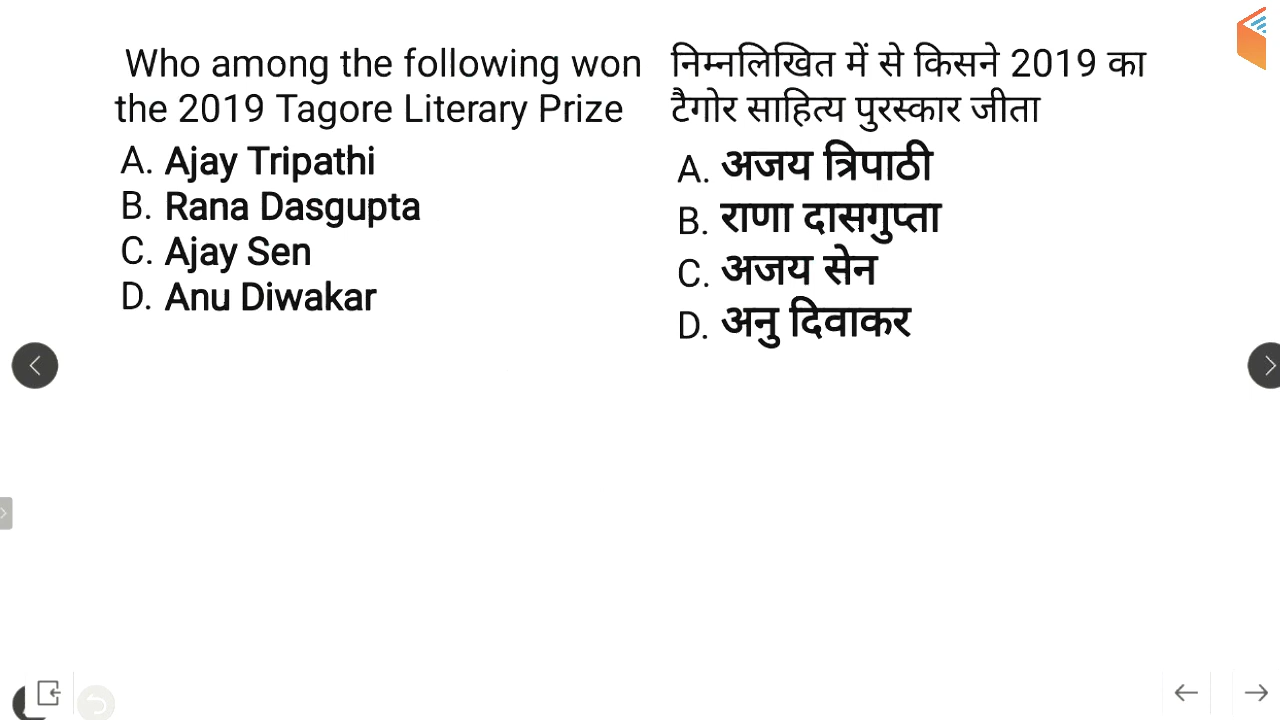 Who among the following won
the 2019 Tagore Literary Prize
A. Ajay Tripathi
B. Rana Dasgupta
C. Ajay Sen
D. Anu Diwakar
निम्नलिखित में से किसने 2019 का
टैगोर साहित्य पुरस्कार जीता
A. अजय त्रिपाठी
B. राणा दासगुप्ता
C. अजय सेन
D. अनु दिवाकर